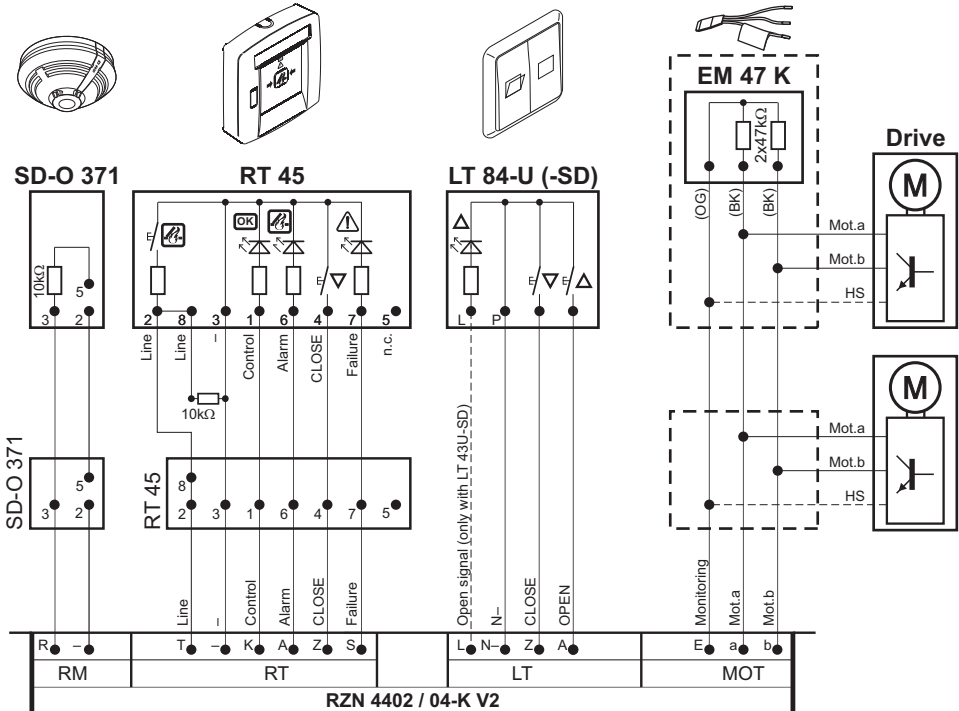 EM 47 K
2x47kΩ
(OG)
(BK)
(BK)
Drive
M
Mot.a
Mot.b
HS
SD-O 371
10kΩ
5
3
2
RT 45
OK
2
8
3
1
6
4
7
5
Line
Line
–
Control
Alarm
CLOSE
Failure
n.c.
10kΩ
LT 84-U (-SD)
L
P
M
Mot.a
Mot.b
HS
SD-O 371
5
3
2
RT 45
8
2
3
1
6
4
7
5
Line
–
Control
Alarm
CLOSE
Failure
Open signal (only with LT 43U-SD)
N–
CLOSE
OPEN
Monitoring
Mot.a
Mot.b
R
–
T
–
K
A
Z
S
L
N–
Z
A
E
a
b
RM
RT
LT
MOT
RZN 4402 / 04-K V2